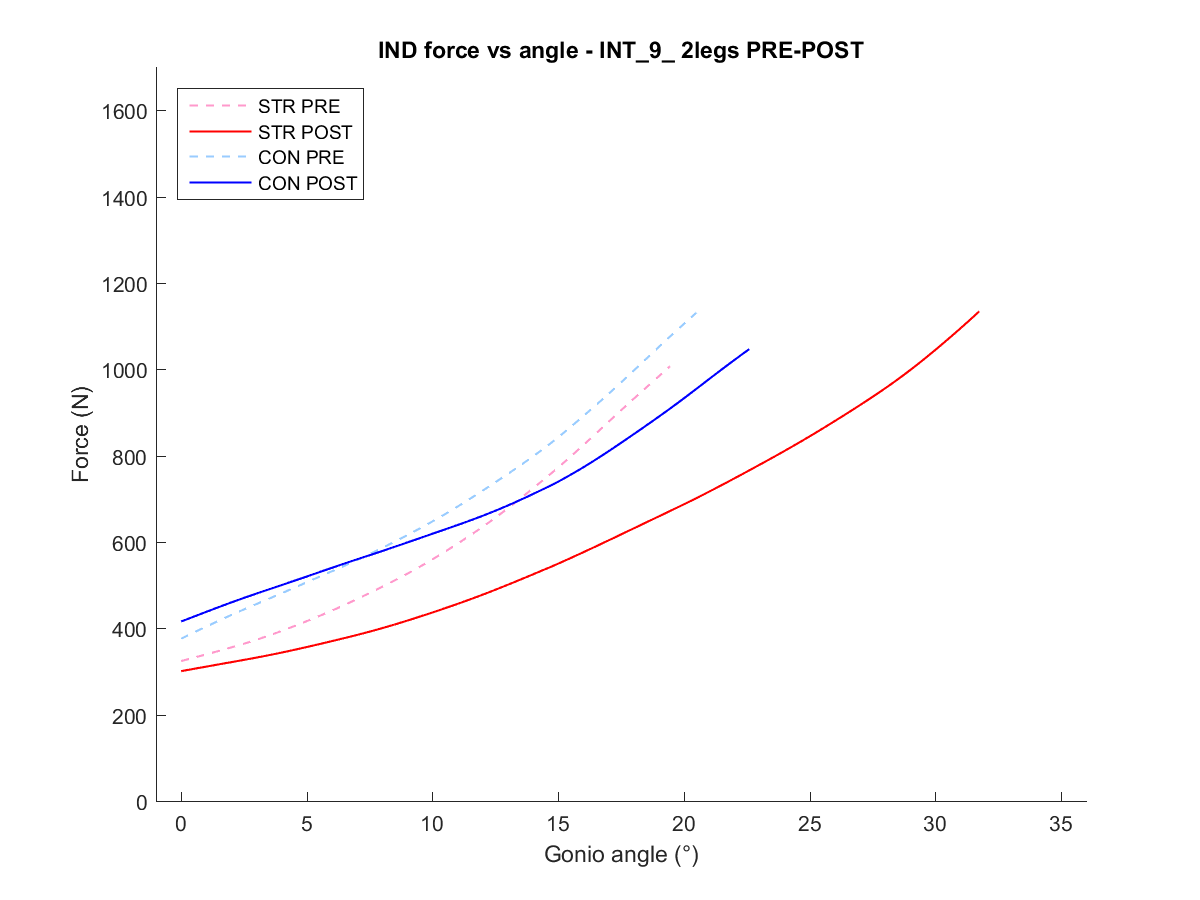 IND force vs angle - INT_9_ 2legs PRE-POST
STR PRE
STR POST
CON PRE
CON POST
Force (N)
1600
1400
1200
1000
800
600
400
200
0
0 5 10 15 20 25 30 35
Gonio angle (°)